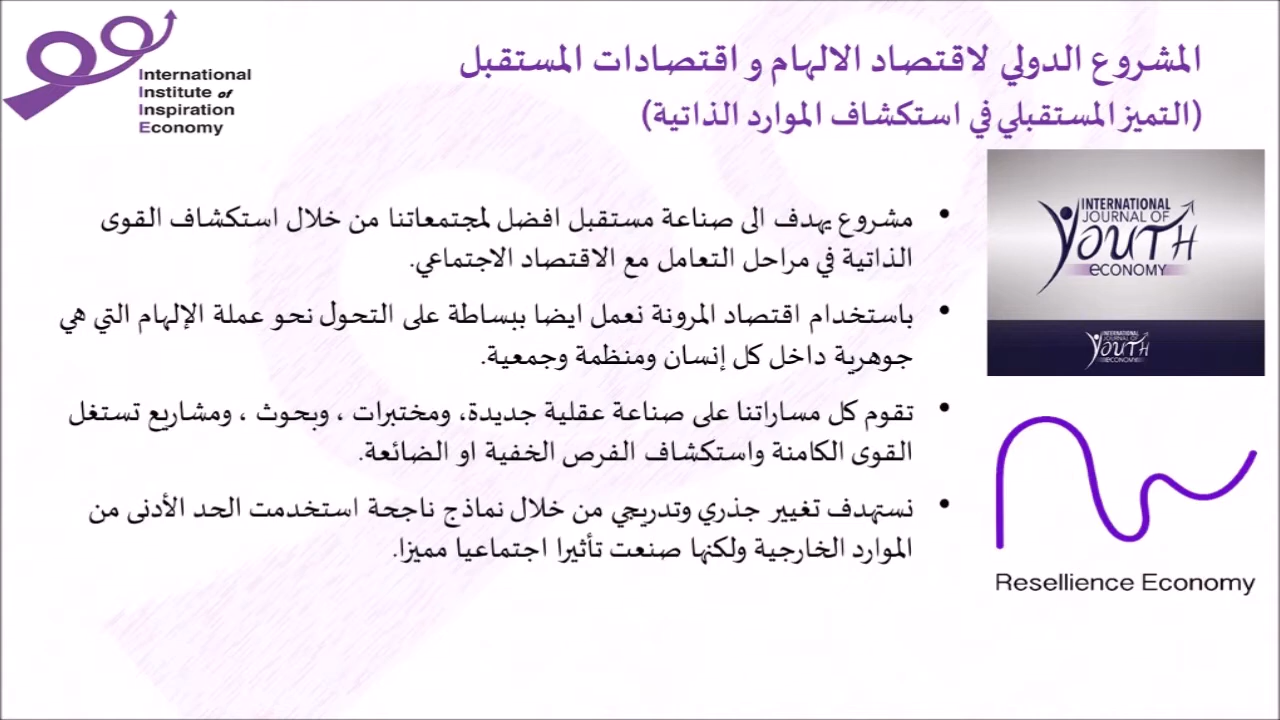 International
Institute of
Inspiration
Economy
المشروع الدولي لاقتصاد الالهام و اقتصادات المستقبل
(التميز المستقبلي في استكشاف الموارد الذاتية)
مشروع يهدف الى صناعة مستقبل افضل لمجتمعاتنا من خلال استكشاف القوى
الذاتية في مراحل التعامل مع الاقتصاد الاجتماعي.
باستخدام اقتصاد المرونة نعمل ايضا ببساطة على التحول نحو عملة الإلهام التي هي
جوهرية داخل كل إنسان ومنظمة وجمعية.
تقوم كل مساراتنا على صناعة عقلية جديدة، ومختبرات ، وبحوث ، ومشاريع تستغل
القوى الكامنة واستكشاف الفرص الخفية او الضائعة.
نستهدف تغيير جذري وتدريجي من خلال نماذج ناجحة استخدمت الحد الأدنى من
الموارد الخارجية ولكنها صنعت تأثيرا اجتماعيا مميزا.
INTERNATIONAL
JOURNAL OF
YOUTH
eCONOMY
INTERNATIONAL
JOURNAL OF
YOUTH
eCONOMY
Resellience Economy